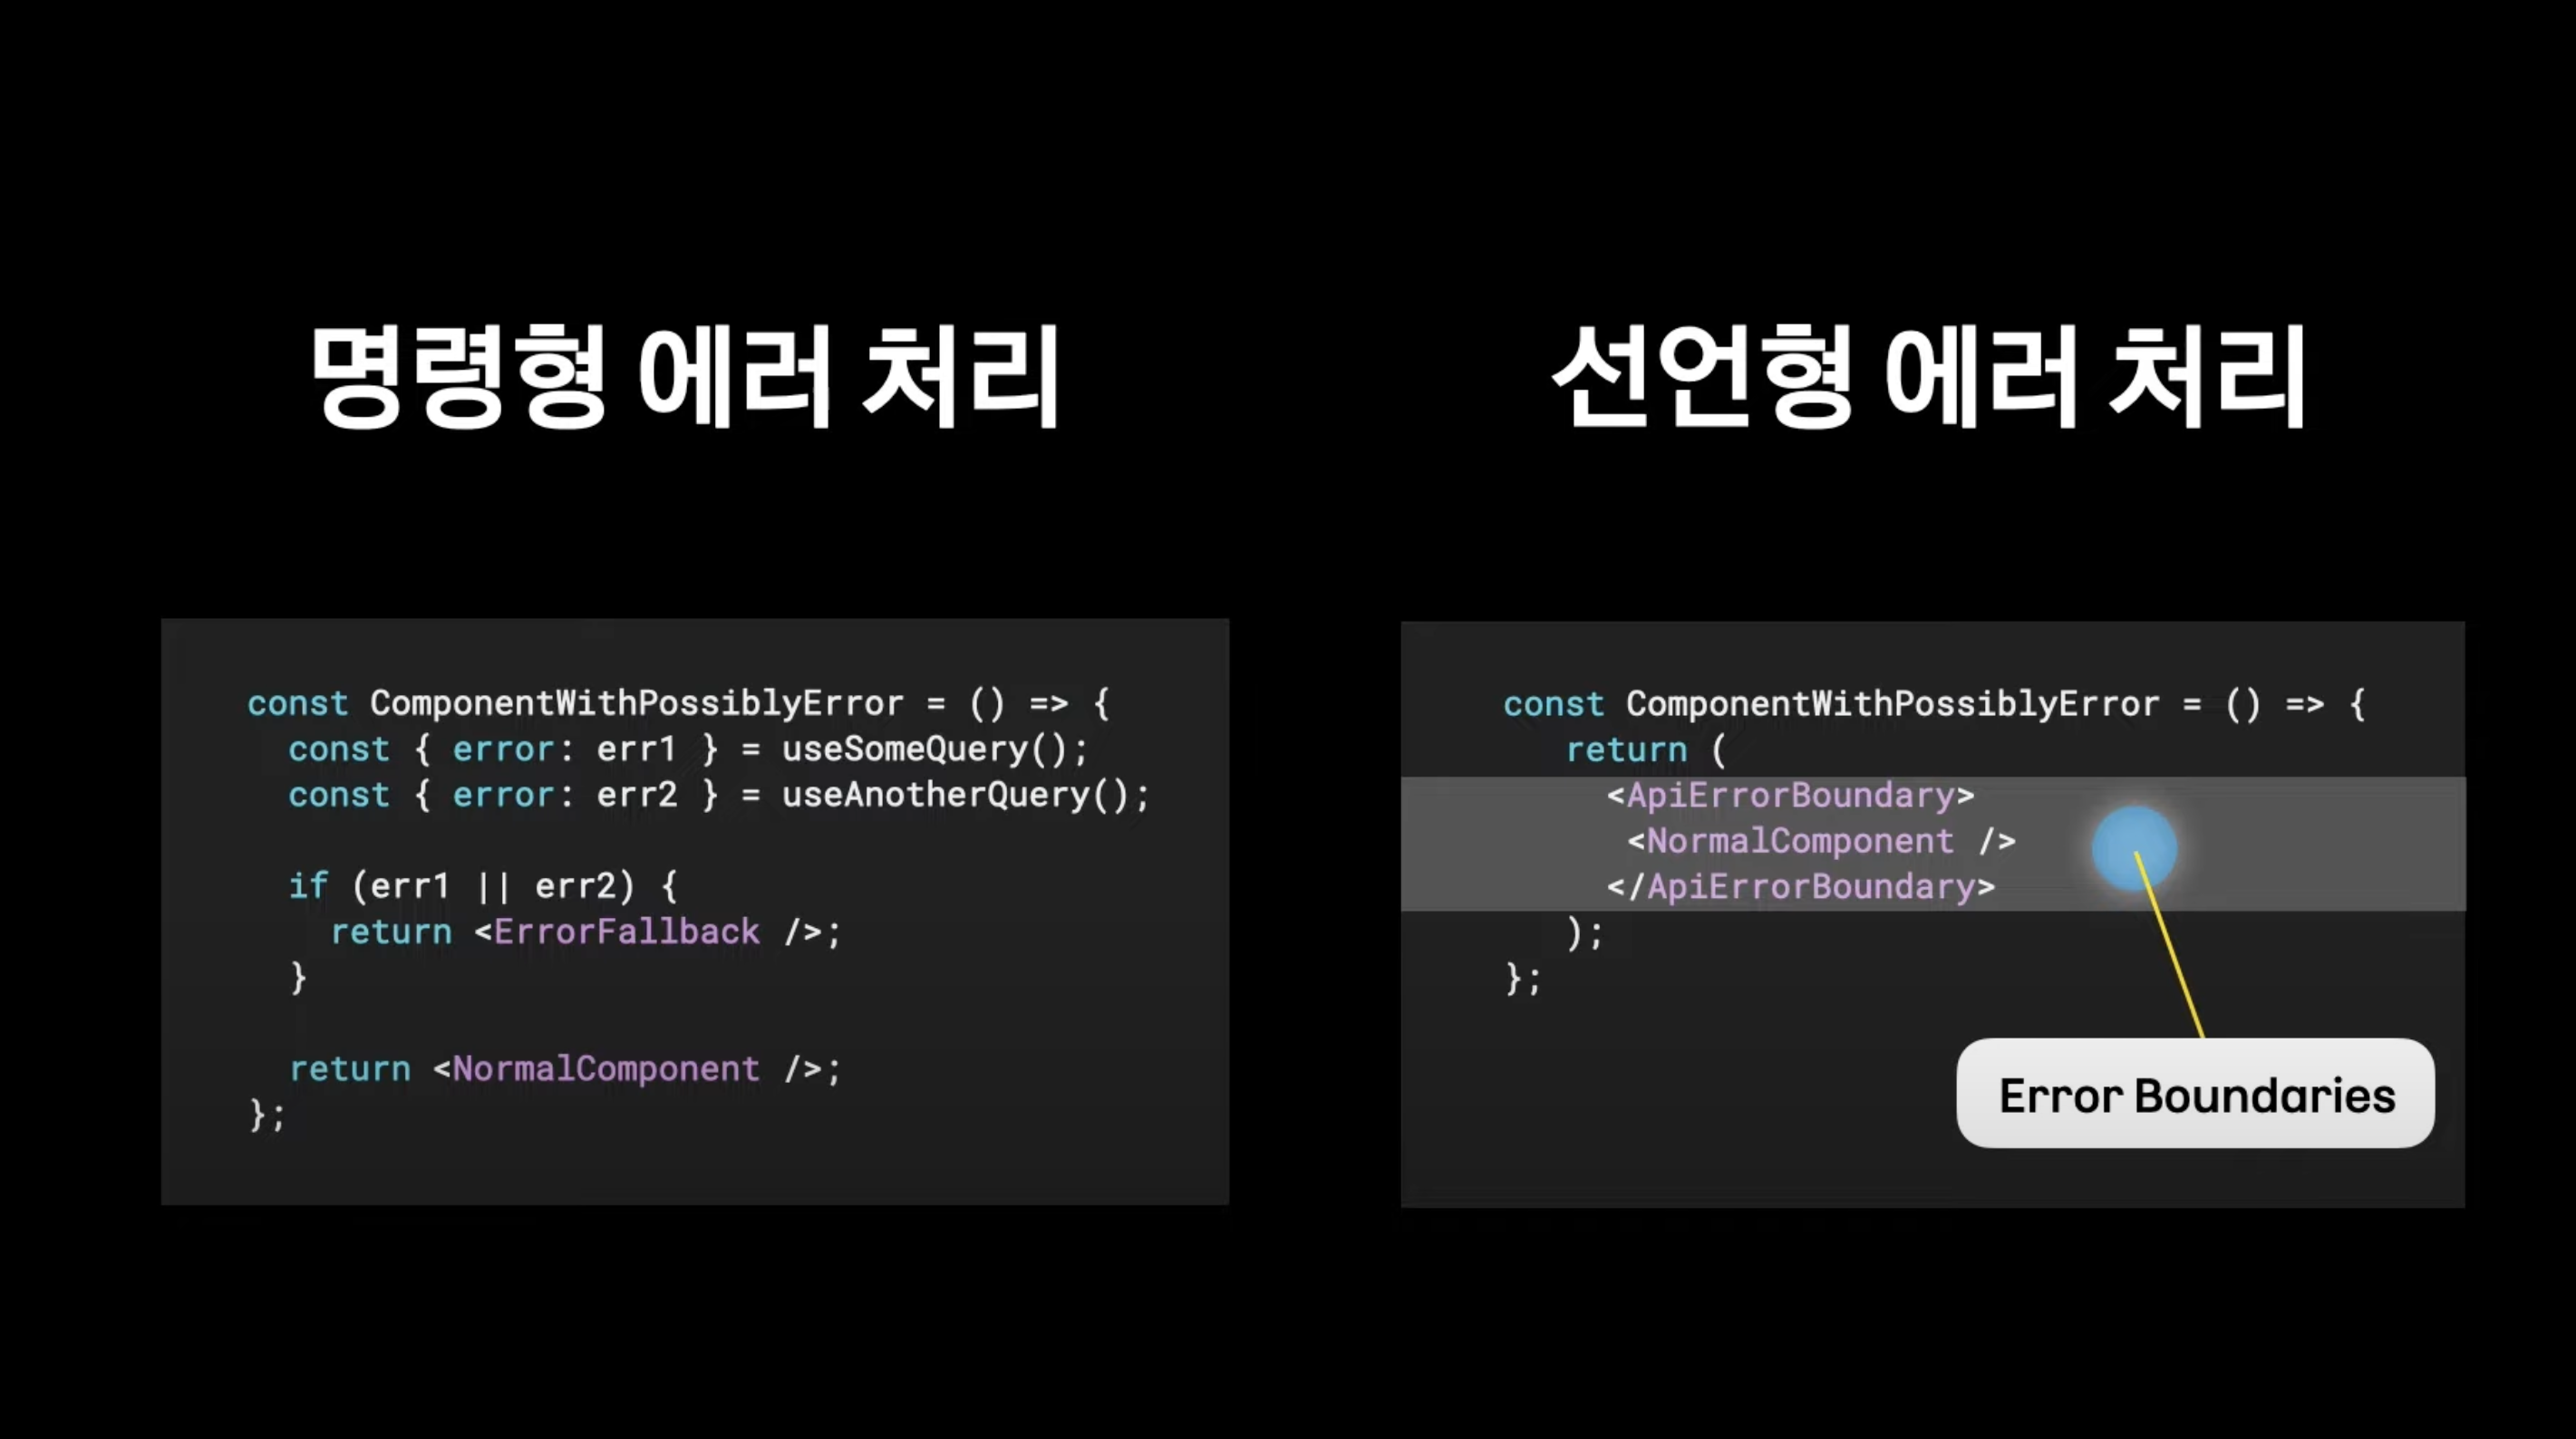 명령형 에러 처리
const ComponentWithPossiblyError = () => {
const { error: err1 } = useSomeQuery();
const { error: err2 } = useAnotherQuery();
if (err1 || err2) {
return <ErrorFallback />;
}
return <NormalComponent />;
};
선언형 에러 처리
const ComponentWithPossiblyError = () => {
return (
<ApiErrorBoundary>
<NormalComponent />
</ApiErrorBoundary>
);
};
Error Boundaries